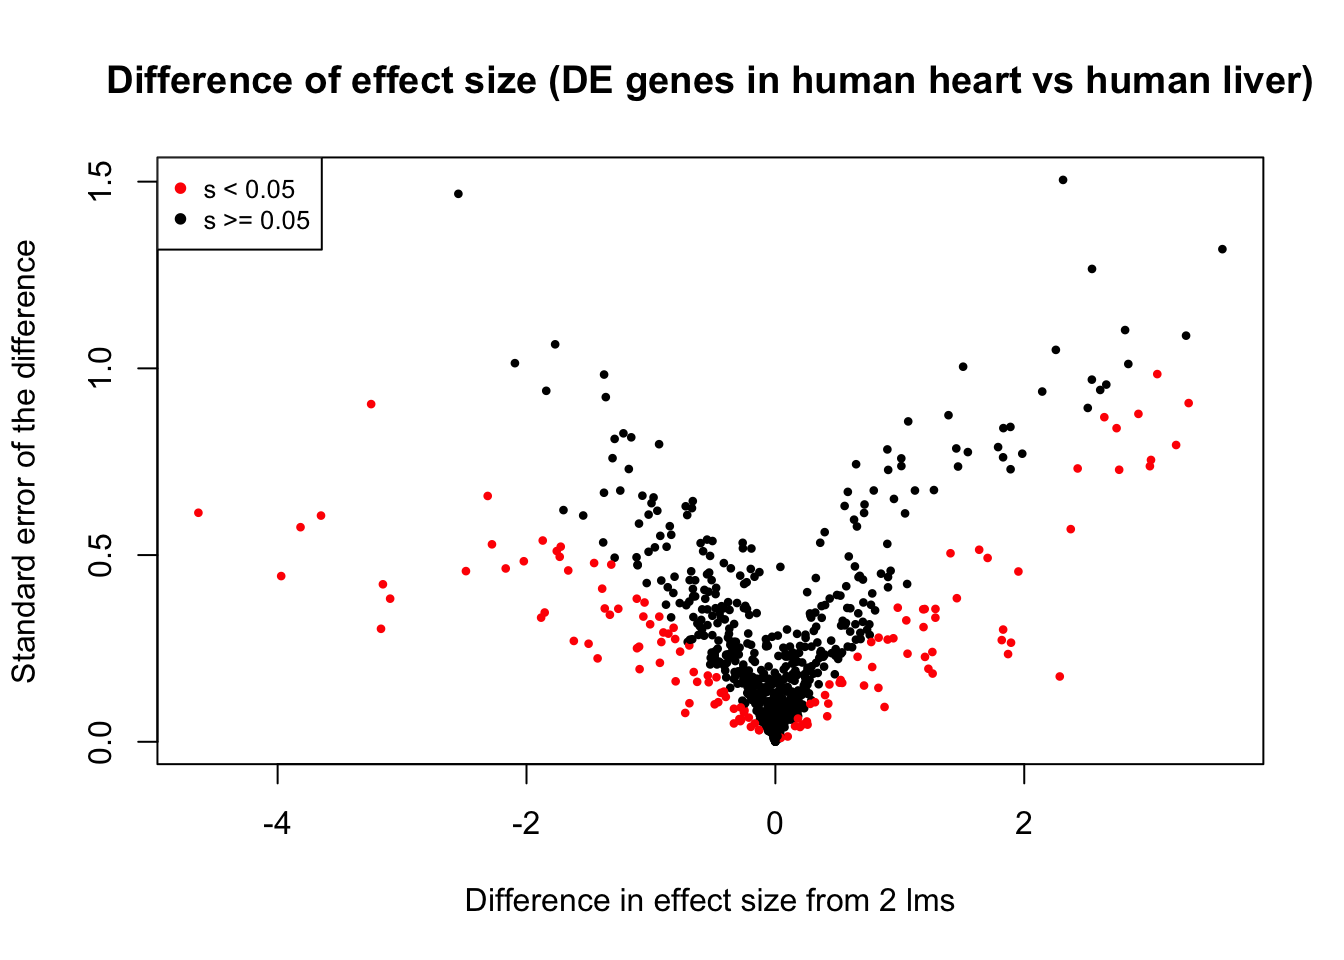 Difference of effect size (DE genes in human heart vs human liver)
s < 0.05
s >= 0.05
Standard error of the difference
1.5
1.0
0.5
0.0
-4
-2
0
2
Difference in effect size from 2 lms